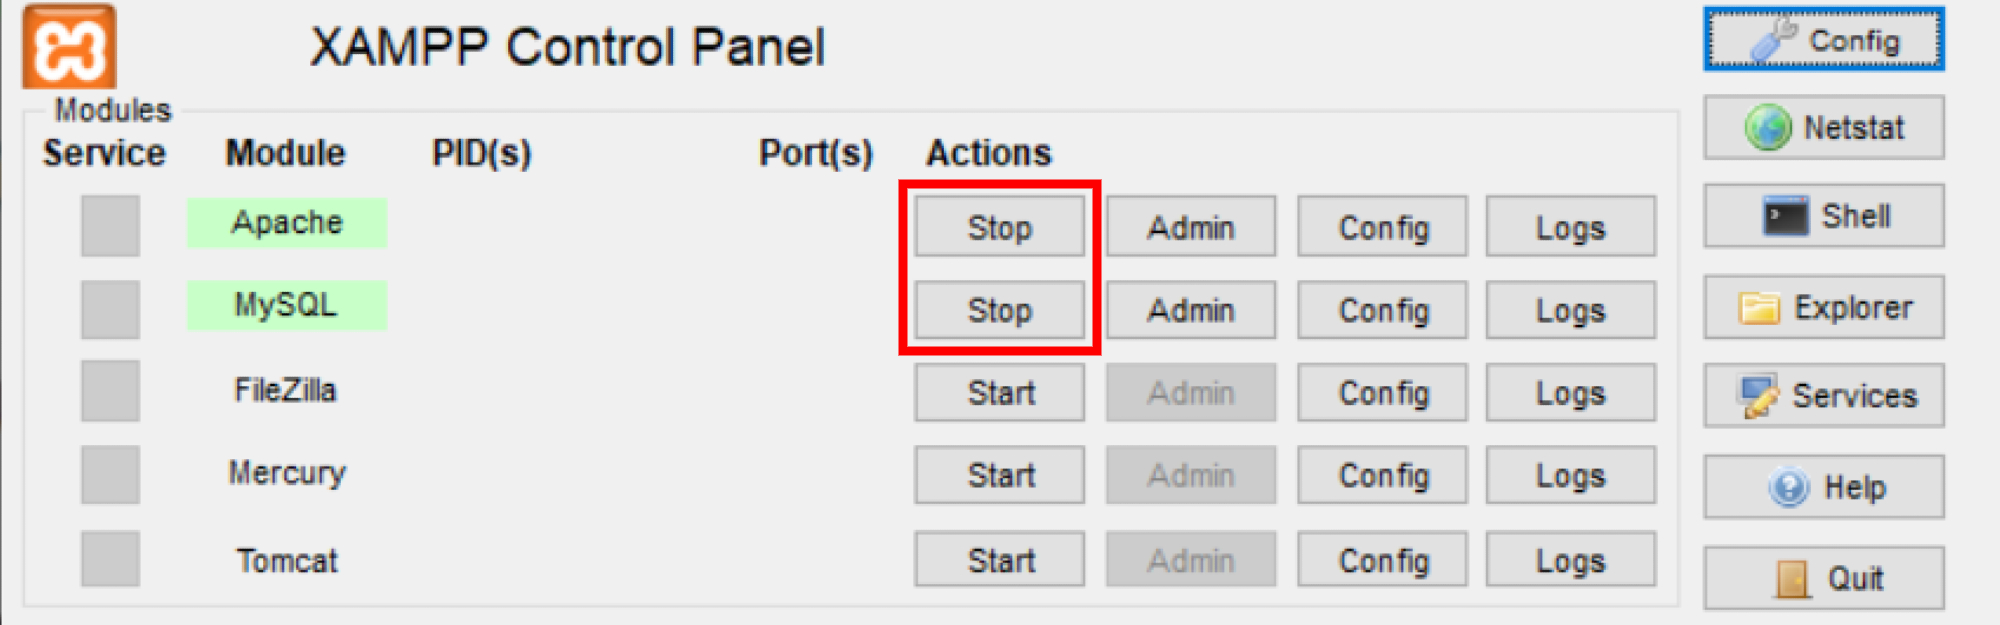 XAMPP Control Panel
Config
Modules
Netstat
Service Module PID(s) Port(s) Actions
Apache Stop Admin Config Logs
Shell
MySQL Stop Admin Config Logs
Explorer
FileZilla Start Admin Config Logs
Services
Mercury Start Admin Config Logs
Help
Tomcat Start Admin Config Logs
Quit